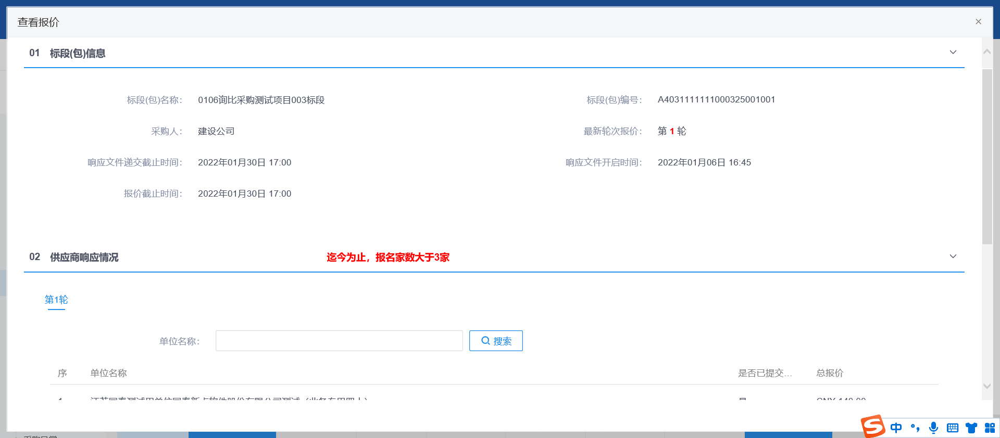 查看报价
01 标段(包)信息
标段(包)名称： 0106询比采购测试项目003标段 标段(包)编号： A4031111111000325001001
采购人： 建设公司 最新轮次报价： 第 1 轮
响应文件递交截止时间： 2022年01月30日 17:00 响应文件开启时间： 2022年01月06日 16:45
报价截止时间： 2022年01月30日 17:00
02 供应商响应情况 迄今为止，报名家数大于3家
第1轮
单位名称： 搜索
序 单位名称 是否已提交... 总报价
中